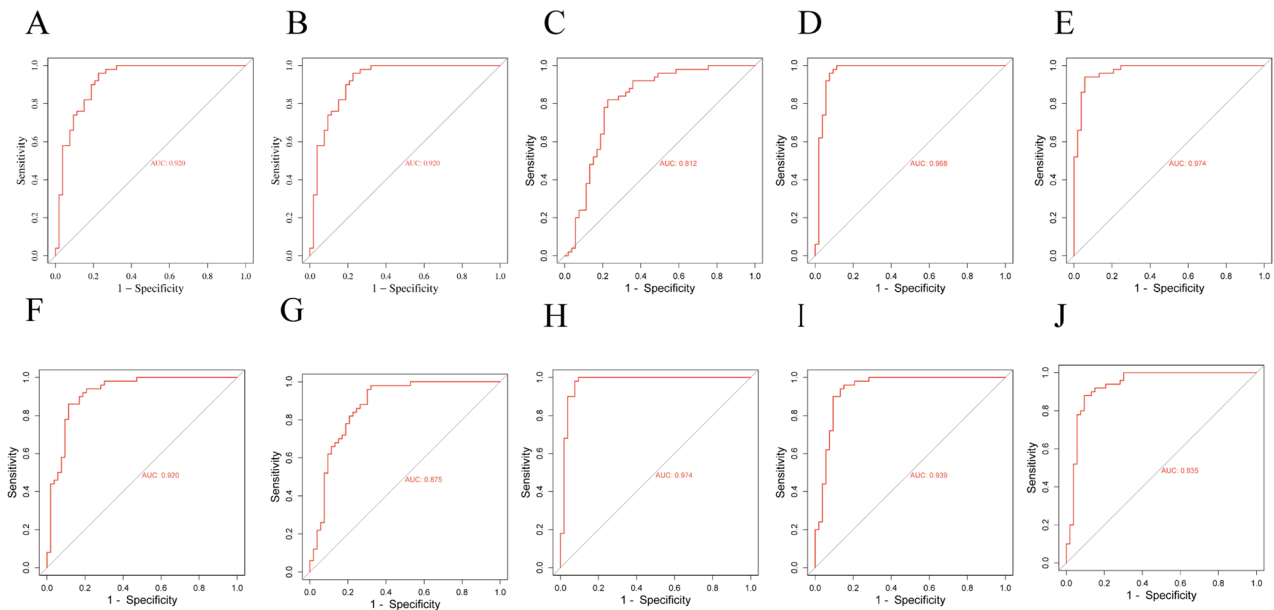 A
B
C
D
E
Sensitivity
0.0 0.2 0.4 0.6 0.8 1.0
AUC: 0.920
0.0 0.2 0.4 0.6 0.8 1.0
1 − Specificity
Sensitivity
0.0 0.2 0.4 0.6 0.8 1.0
AUC: 0.920
0.0 0.2 0.4 0.6 0.8 1.0
1 − Specificity
Sensitivity
0.0 0.2 0.4 0.6 0.8 1.0
AUC: 0.812
0.0 0.2 0.4 0.6 0.8 1.0
1 - Specificity
Sensitivity
0.0 0.2 0.4 0.6 0.8 1.0
AUC: 0.968
0.0 0.2 0.4 0.6 0.8 1.0
1 - Specificity
Sensitivity
0.0 0.2 0.4 0.6 0.8 1.0
AUC: 0.974
0.0 0.2 0.4 0.6 0.8 1.0
1 - Specificity
F
G
H
I
J
Sensitivity
0.0 0.2 0.4 0.6 0.8 1.0
AUC: 0.920
0.0 0.2 0.4 0.6 0.8 1.0
1 - Specificity
Sensitivity
0.0 0.2 0.4 0.6 0.8 1.0
AUC: 0.875
0.0 0.2 0.4 0.6 0.8 1.0
1 - Specificity
Sensitivity
0.0 0.2 0.4 0.6 0.8 1.0
AUC: 0.974
0.0 0.2 0.4 0.6 0.8 1.0
1 - Specificity
Sensitivity
0.0 0.2 0.4 0.6 0.8 1.0
AUC: 0.939
0.0 0.2 0.4 0.6 0.8 1.0
1 - Specificity
Sensitivity
0.0 0.2 0.4 0.6 0.8 1.0
AUC: 0.935
0.0 0.2 0.4 0.6 0.8 1.0
1 - Specificity